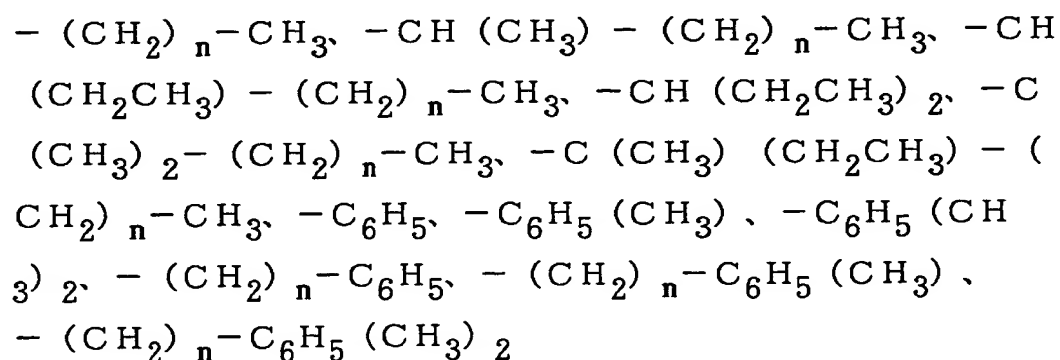 －（ＣＨ₂）ₙ－ＣＨ₃、－ＣＨ（ＣＨ₃）－（ＣＨ₂）ₙ－ＣＨ₃、－ＣＨ
（ＣＨ₂ＣＨ₃）－（ＣＨ₂）ₙ－ＣＨ₃、－ＣＨ（ＣＨ₂ＣＨ₃）₂、－Ｃ
（ＣＨ₃）₂－（ＣＨ₂）ₙ－ＣＨ₃、－Ｃ（ＣＨ₃）（ＣＨ₂ＣＨ₃）－（
ＣＨ₂）ₙ－ＣＨ₃、－Ｃ₆Ｈ₅、－Ｃ₆Ｈ₅（ＣＨ₃）、－Ｃ₆Ｈ₅（ＣＨ
₃）₂、－（ＣＨ₂）ₙ－Ｃ₆Ｈ₅、－（ＣＨ₂）ₙ－Ｃ₆Ｈ₅（ＣＨ₃）、
－（ＣＨ₂）ₙ－Ｃ₆Ｈ₅（ＣＨ₃）₂